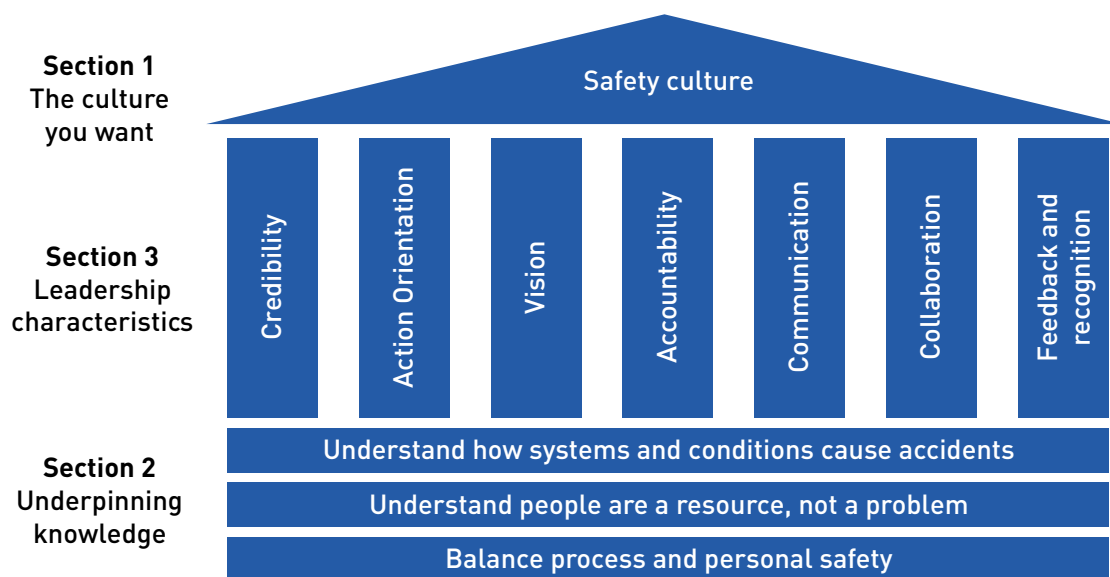 Section 1
The culture
you want
Safety culture
Section 3
Leadership
characteristics
Credibility
Action Orientation
Vision
Accountability
Communication
Collaboration
Feedback and
recognition
Section 2
Underpinning
knowledge
Understand how systems and conditions cause accidents
Understand people are a resource, not a problem
Balance process and personal safety